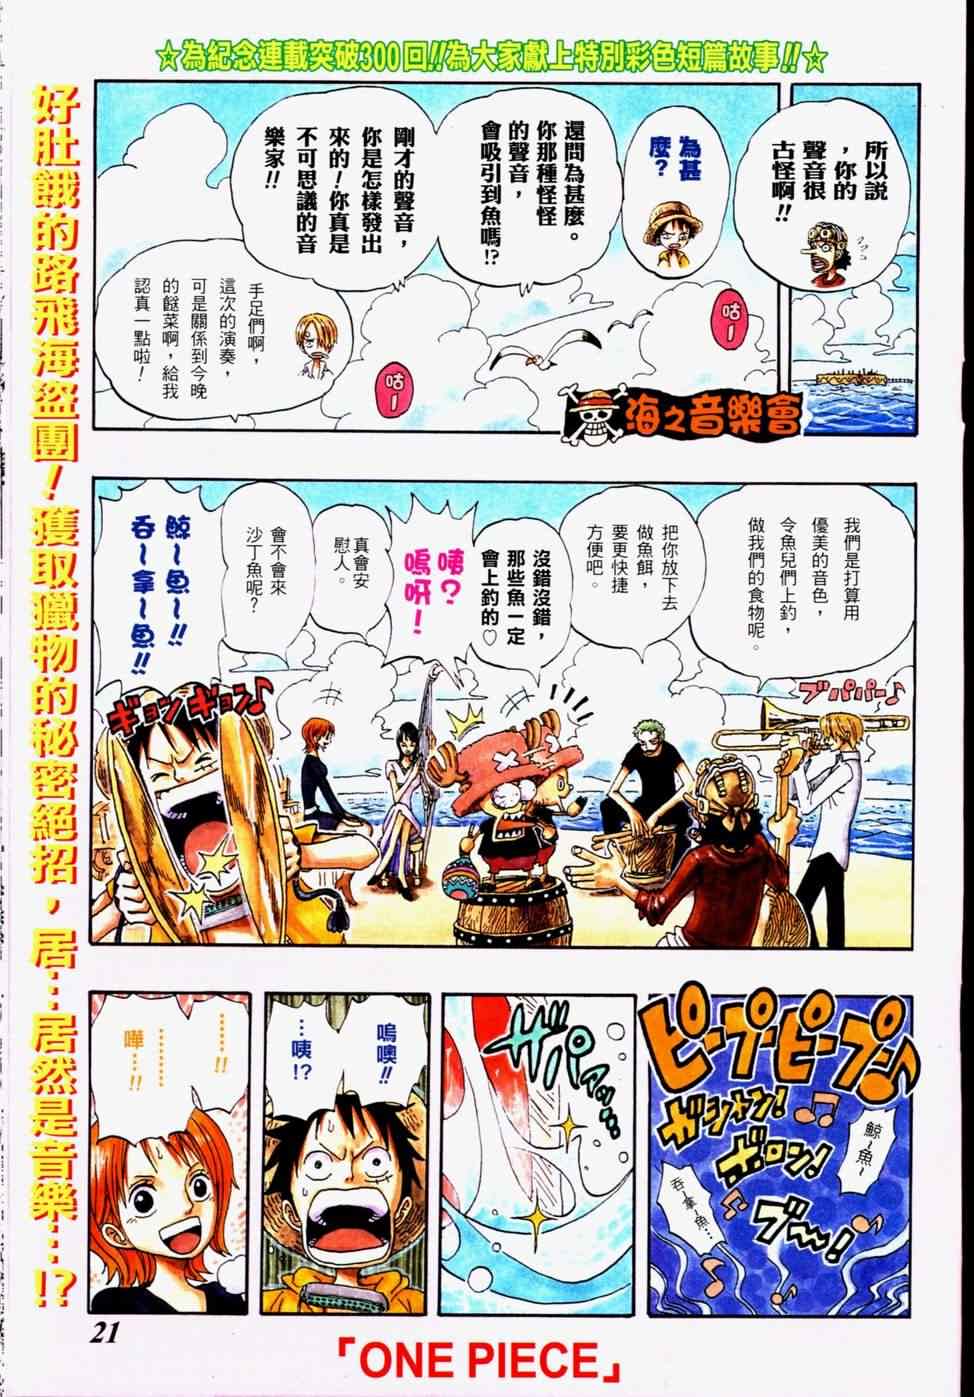 ☆為紀念連載突破300回!!為大家獻上特別彩色短篇故事!!☆
好肚餓的路飛海盜團!獲取獵物的秘密絕招，居…居然是音樂…!?
所以說
，你的
聲音很
古怪啊!!
為甚
麼?
還問為甚麼。
你那種怪怪
的聲音，
會吸引到魚嗎!?
剛才的聲音，
你是怎樣發出
來的!你真是
不可思議的音
樂家!!
手足們啊，
這次的演奏，
可是關係到今晚
的餸菜啊，給我
認真一點啦!
咕ー
咕ー
海之音樂會
我們是打算用
優美的音色，
令魚兒們上釣，
做我們的食物呢。
把你放下去
做魚餌，
要更快捷
方便吧。
沒錯沒錯，
那些魚一定
會上釣的♡
咦?
嗚呀!
真會安
慰人。
會不會來
沙丁魚呢?
鯨~魚~!!
吞~拿~魚!!
ギョンギョン♪
ブパパパー♪
ピープーピープー♪
ガシャン!
ボロン!
ブ〜!
鯨~魚~
吞~拿~魚…
ザパァッ…
嗚噢!!
…咦!?
………!!
嘩…!!
21
「ONE PIECE」